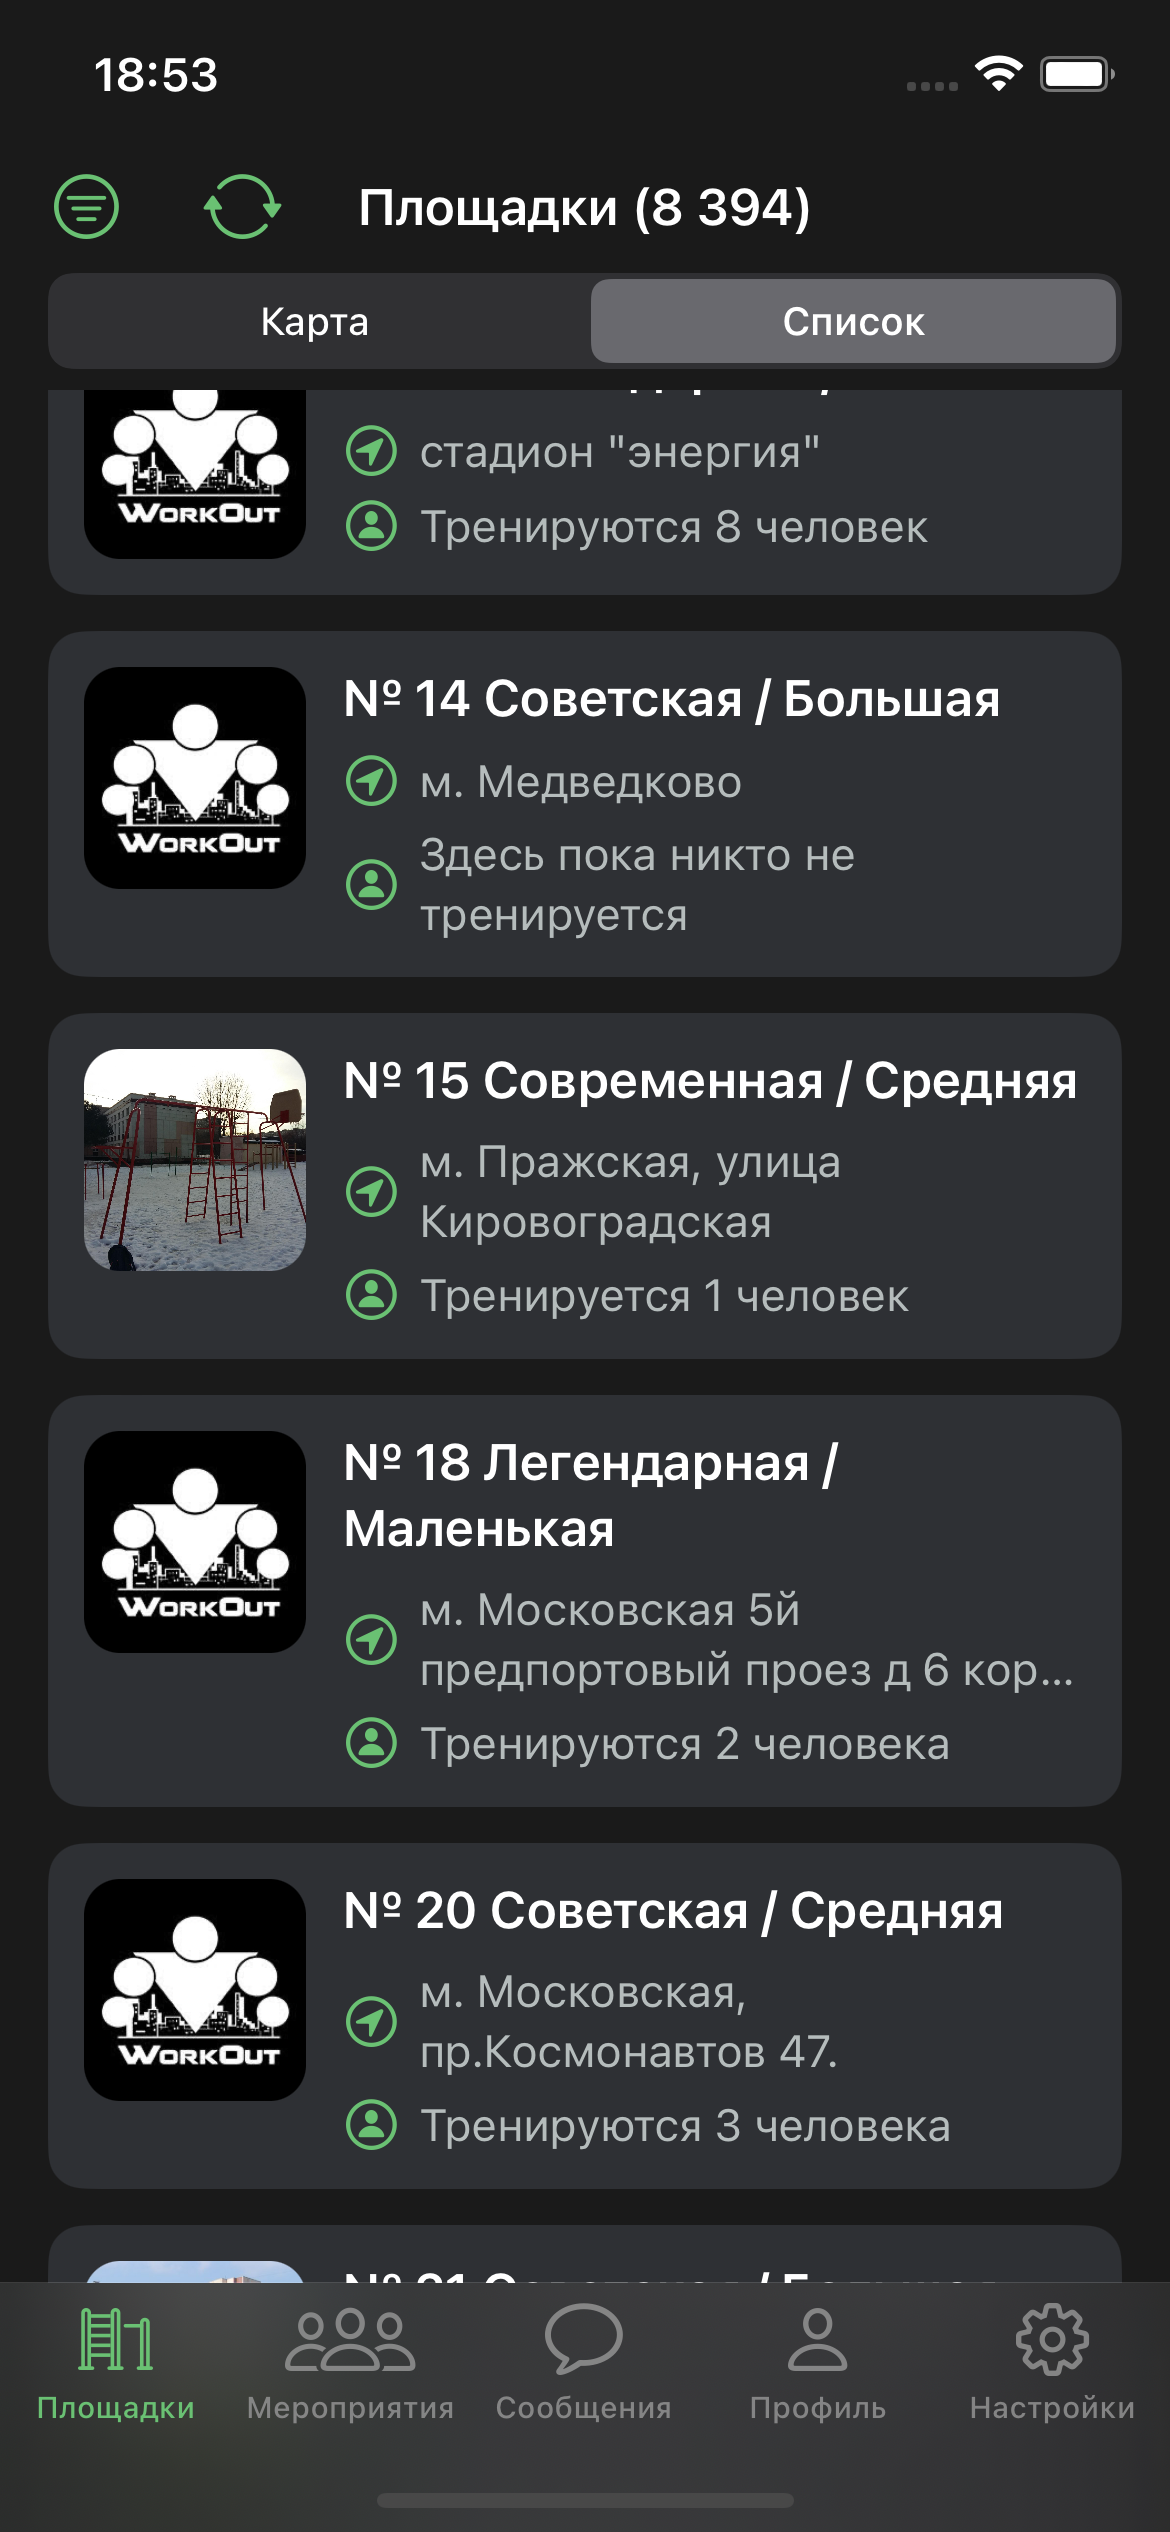 18:53
Площадки (8 394)
Карта
Список
стадион "энергия"
Тренируются 8 человек
WORKOUT
№ 14 Советская / Большая
м. Медведково
Здесь пока никто не
тренируется
WORKOUT
№ 15 Современная / Средняя
м. Пражская, улица
Кировоградская
Тренируется 1 человек
№ 18 Легендарная /
Маленькая
м. Московская 5й
предпортовый проез д 6 кор...
Тренируются 2 человека
WORKOUT
№ 20 Советская / Средняя
м. Московская,
пр.Космонавтов 47.
Тренируются 3 человека
WORKOUT
Площадки
Мероприятия
Сообщения
Профиль
Настройки